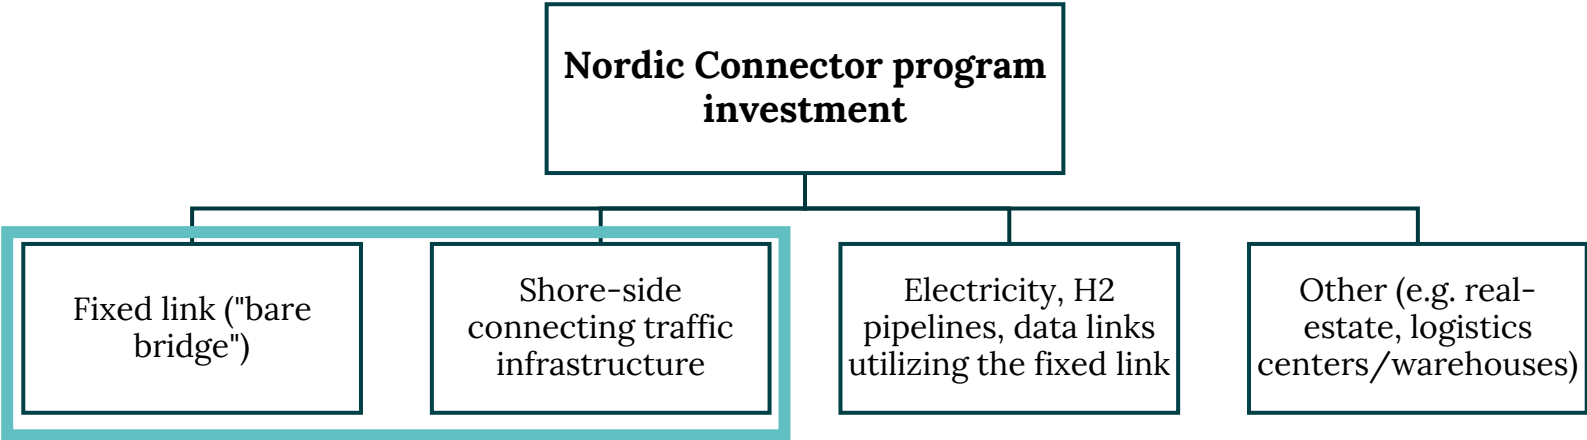 Nordic Connector program
investment
Fixed link ("bare
bridge")
Shore-side
connecting traffic
infrastructure
Electricity, H2
pipelines, data links
utilizing the fixed link
Other (e.g. real-
estate, logistics
centers/warehouses)